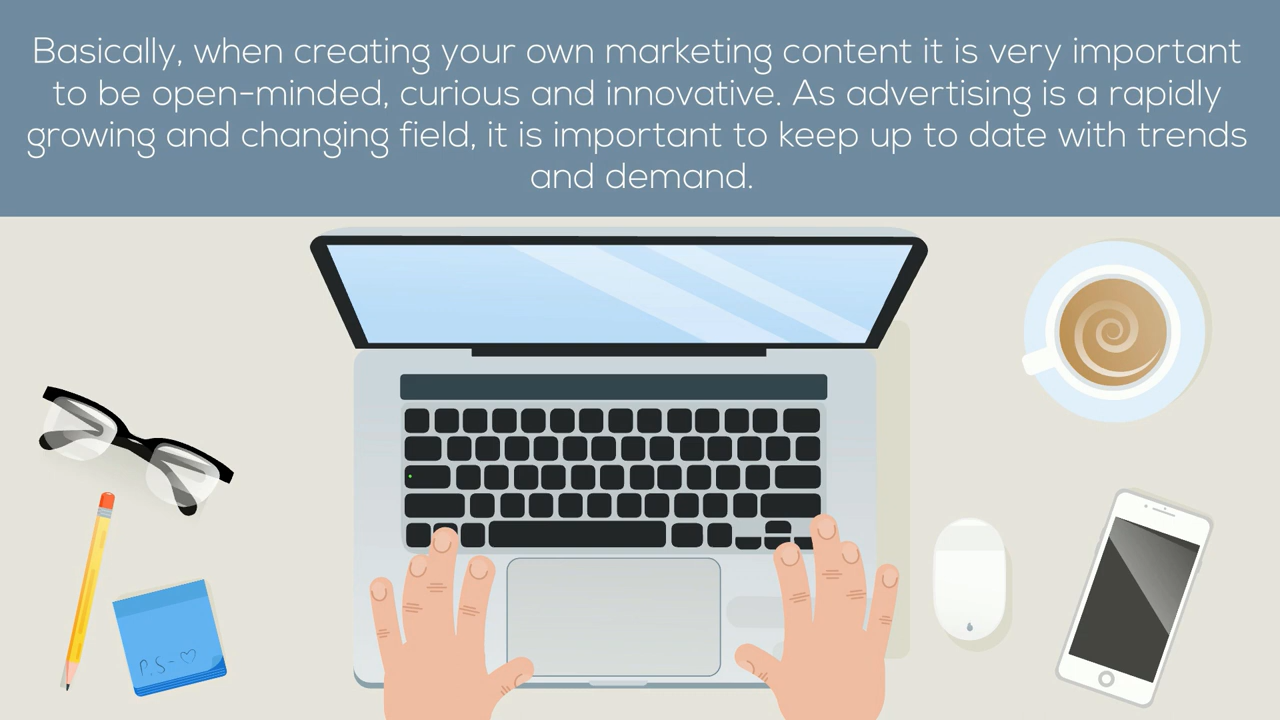 Basically, when creating your own marketing content it is very important
to be open-minded, curious and innovative. As advertising is a rapidly
growing and changing field, it is important to keep up to date with trends
and demand.
P.S-♡